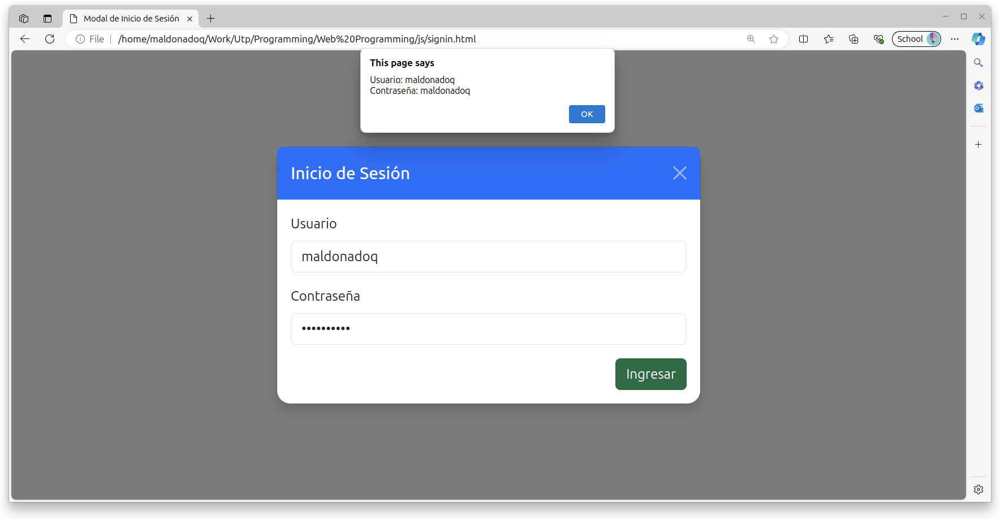 Modal de Inicio de Sesión
File
/home/maldonadoq/Work/Utp/Programming/Web%20Programming/js/signin.html
School
This page says
Usuario: maldonadoq
Contraseña: maldonadoq
OK
Inicio de Sesión
Usuario
maldonadoq
Contraseña
••••••••••
Ingresar